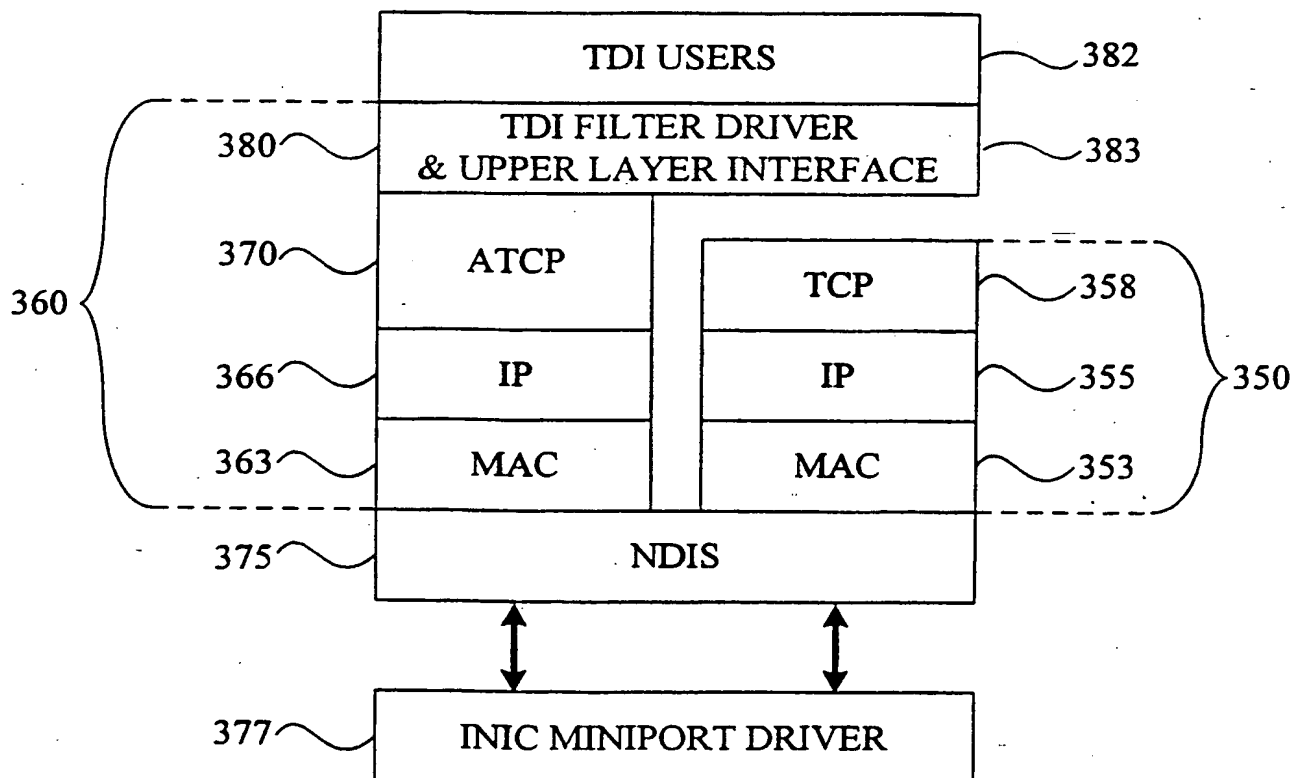 TDI USERS
382
380
TDI FILTER DRIVER
& UPPER LAYER INTERFACE
383
370
ATCP
TCP
358
360
366
IP
IP
355
350
363
MAC
MAC
353
375
NDIS
377
INIC MINIPORT DRIVER